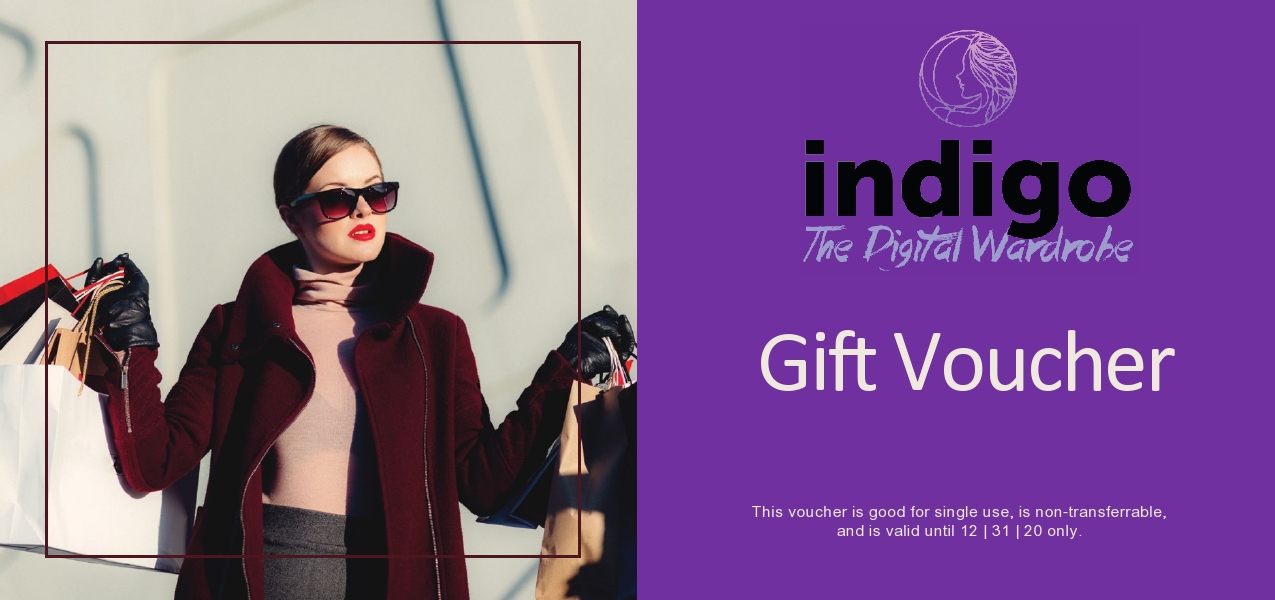 indigo
The Digital Wardrobe
Gift Voucher
This voucher is good for single use, is non-transferrable,
and is valid until 12 | 31 | 20 only.